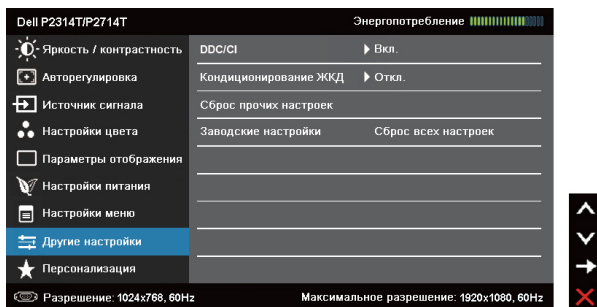 Dell P2314T/P2714T Энергопотребление
Яркость / контрастность DDC/CI Вкл.
Авторегулировка Кондиционирование ЖКД Откл.
Источник сигнала Сброс прочих настроек
Настройки цвета Заводские настройки Сброс всех настроек
Параметры отображения
Настройки питания
Настройки меню
Другие настройки
Персонализация
Разрешение: 1024x768, 60Hz Максимальное разрешение: 1920x1080, 60Hz